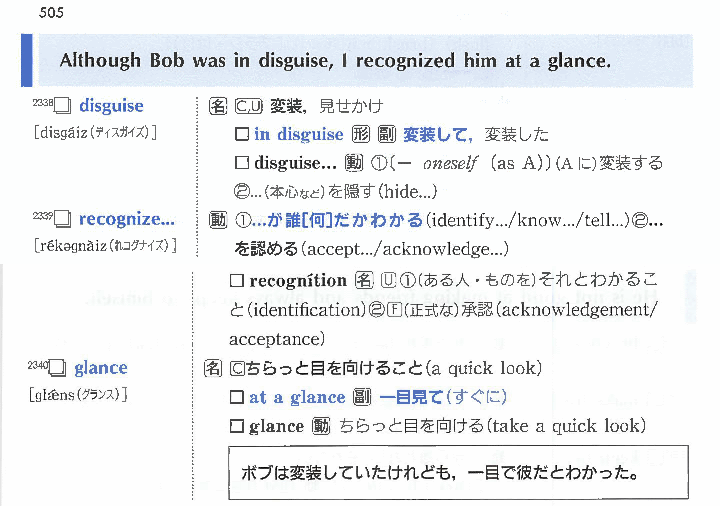 505
Although Bob was in disguise, I recognized him at a glance.
2338 disguise
[disgáiz(ディスガイズ)]
名 C,U 変装，見せかけ
□ in disguise 形 副 変装して，変装した
□ disguise... 動 ①(— oneself (as A))(Aに)変装する
②...(本心など)を隠す(hide...)
2339 recognize...
[rékəgnàiz(れコグナイズ)]
動 ①...が誰[何]だかわかる(identify.../know.../tell...)②...
を認める(accept.../acknowledge...)
□ recognítion 名 U ①(ある人・ものを)それとわかるこ
と(identification)②F(正式な)承認(acknowledgement/
acceptance)
2340 glance
[glǽns(グランス)]
名 Cちらっと目を向けること(a quick look)
□ at a glance 副 一目見て(すぐに)
□ glance 動 ちらっと目を向ける(take a quick look)
ボブは変装していたけれども，一目で彼だとわかった。